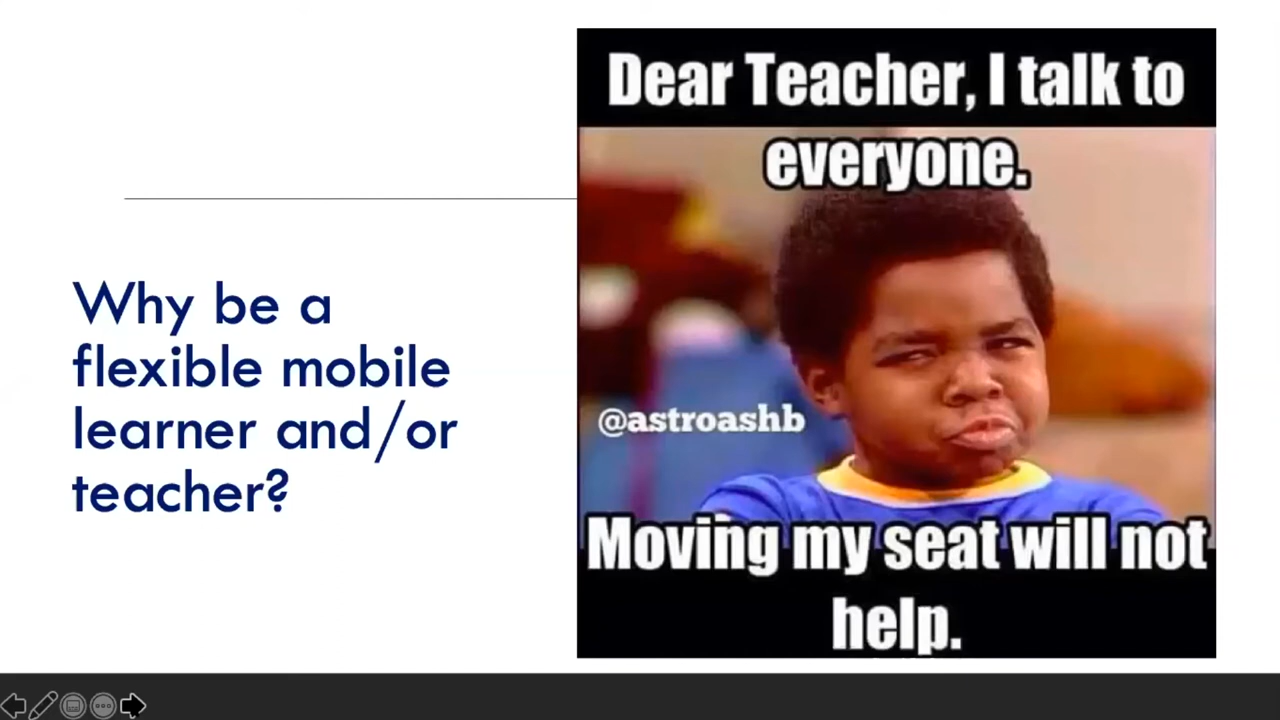 Why be a
flexible mobile
learner and/or
teacher?
Dear Teacher, I talk to
everyone.
@astroashb
Moving my seat will not
help.